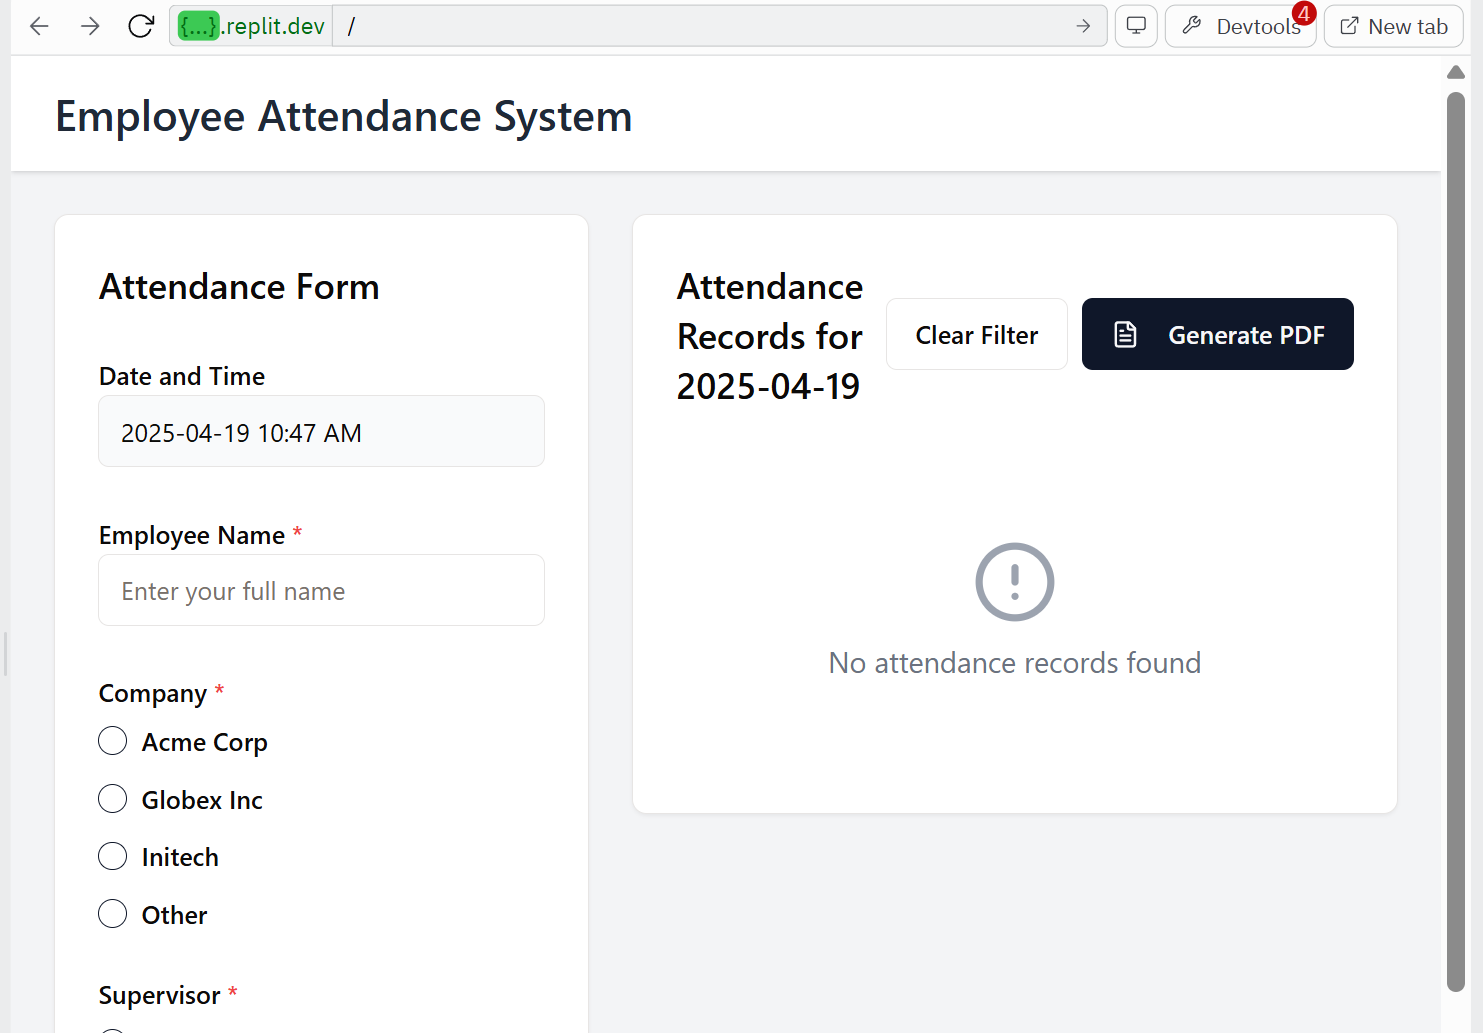 {...}.replit.dev /
Devtools 4
New tab
Employee Attendance System
Attendance Form
Date and Time
2025-04-19 10:47 AM
Employee Name *
Enter your full name
Company *
Acme Corp
Globex Inc
Initech
Other
Supervisor *
Attendance
Records for
2025-04-19
Clear Filter
Generate PDF
No attendance records found